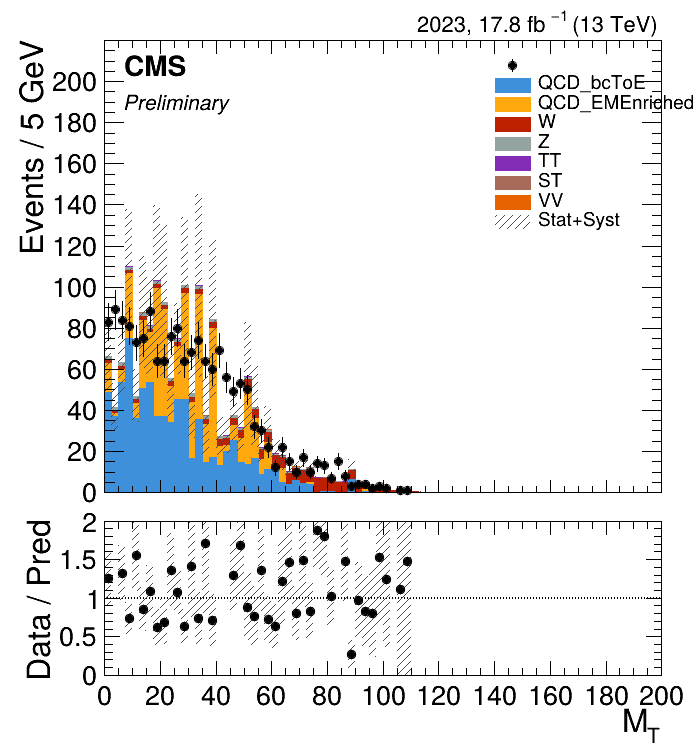 2023, 17.8 fb⁻¹ (13 TeV)
CMS
Preliminary
QCD_bcToE
QCD_EMEnriched
W
Z
TT
ST
VV
Stat+Syst
Events / 5 GeV
200
180
160
140
120
100
80
60
40
20
0
Data / Pred
2
1.5
1
0.5
0
0 20 40 60 80 100 120 140 160 180 200
M_T